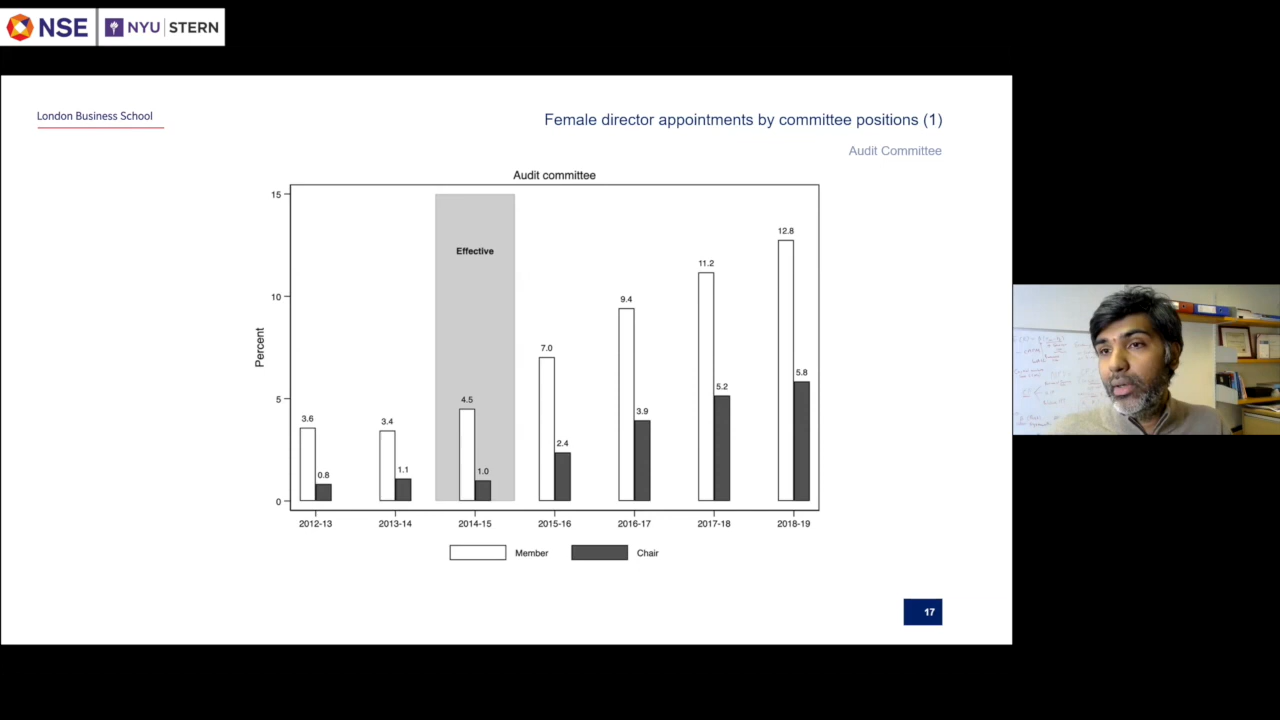 NSE NYU STERN
London Business School
Female director appointments by committee positions (1)
Audit Committee
Audit committee
15
10
5
0
Percent
Effective
3.6
0.8
3.4
1.1
4.5
1.0
7.0
2.4
9.4
3.9
11.2
5.2
12.8
5.8
2012-13 2013-14 2014-15 2015-16 2016-17 2017-18 2018-19
Member Chair
17